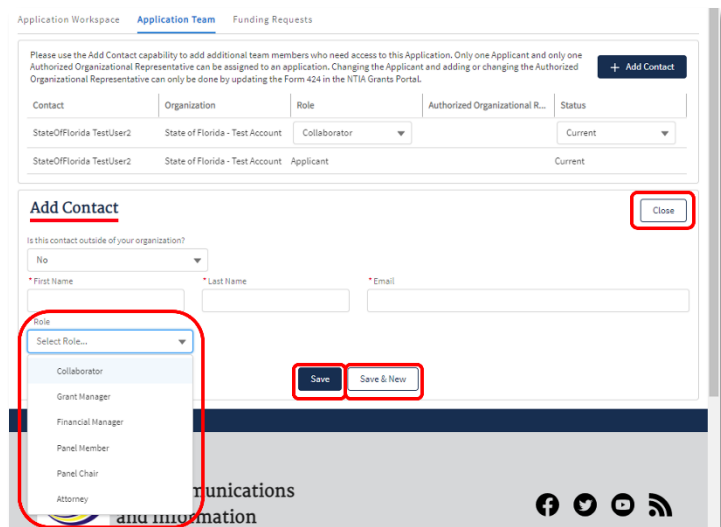 Application Workspace Application Team Funding Requests
Please use the Add Contact capability to add additional team members who need access to this Application. Only one Applicant and only one
Authorized Organizational Representative can be assigned to an application. Changing the Applicant and adding or changing the Authorized
Organizational Representative can only be done by updating the Form 424 in the NTIA Grants Portal.
+ Add Contact
Contact Organization Role Authorized Organizational R... Status
StateOfFlorida TestUser2 State of Florida - Test Account Collaborator Current
StateOfFlorida TestUser2 State of Florida - Test Account Applicant Current
Add Contact
Close
Is this contact outside of your organization?
No
*First Name *Last Name *Email
Role
Select Role...
Collaborator
Grant Manager
Financial Manager
Panel Member
Panel Chair
Attorney
Save Save & New
munications
and Information